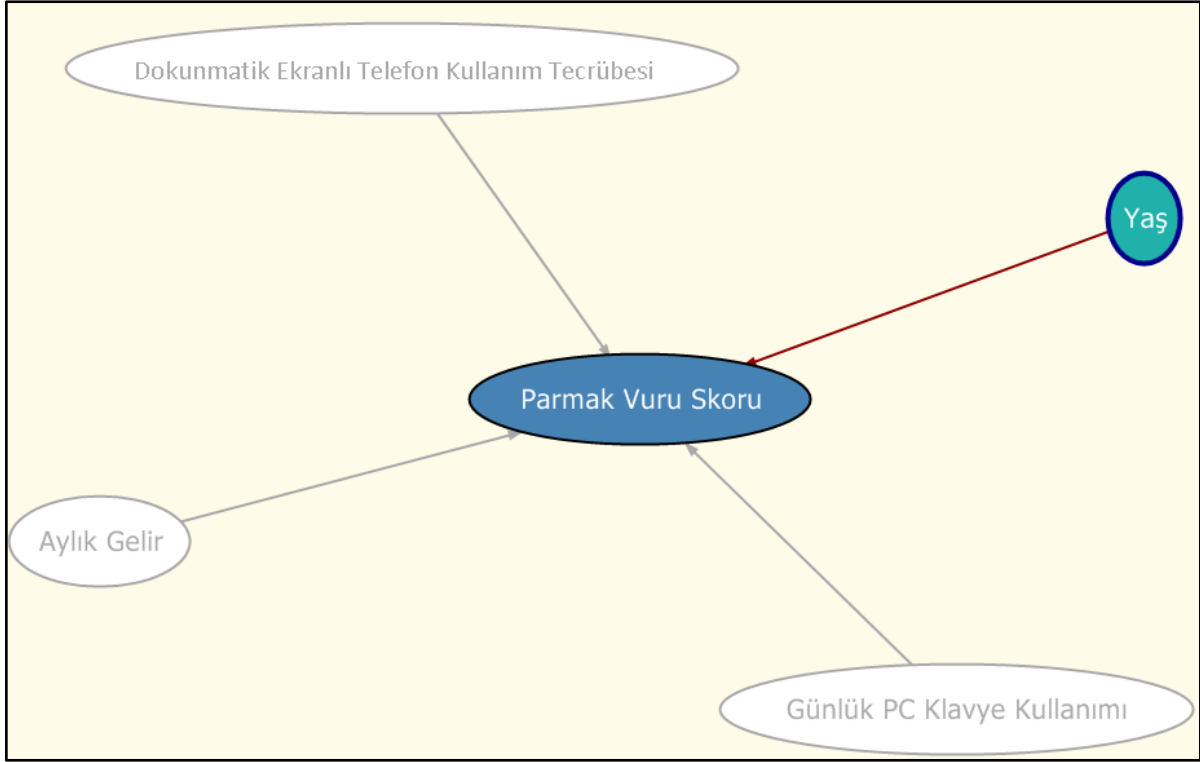 Dokunmatik Ekranlı Telefon Kullanım Tecrübesi
Yaş
Parmak Vuru Skoru
Aylık Gelir
Günlük PC Klavye Kullanımı